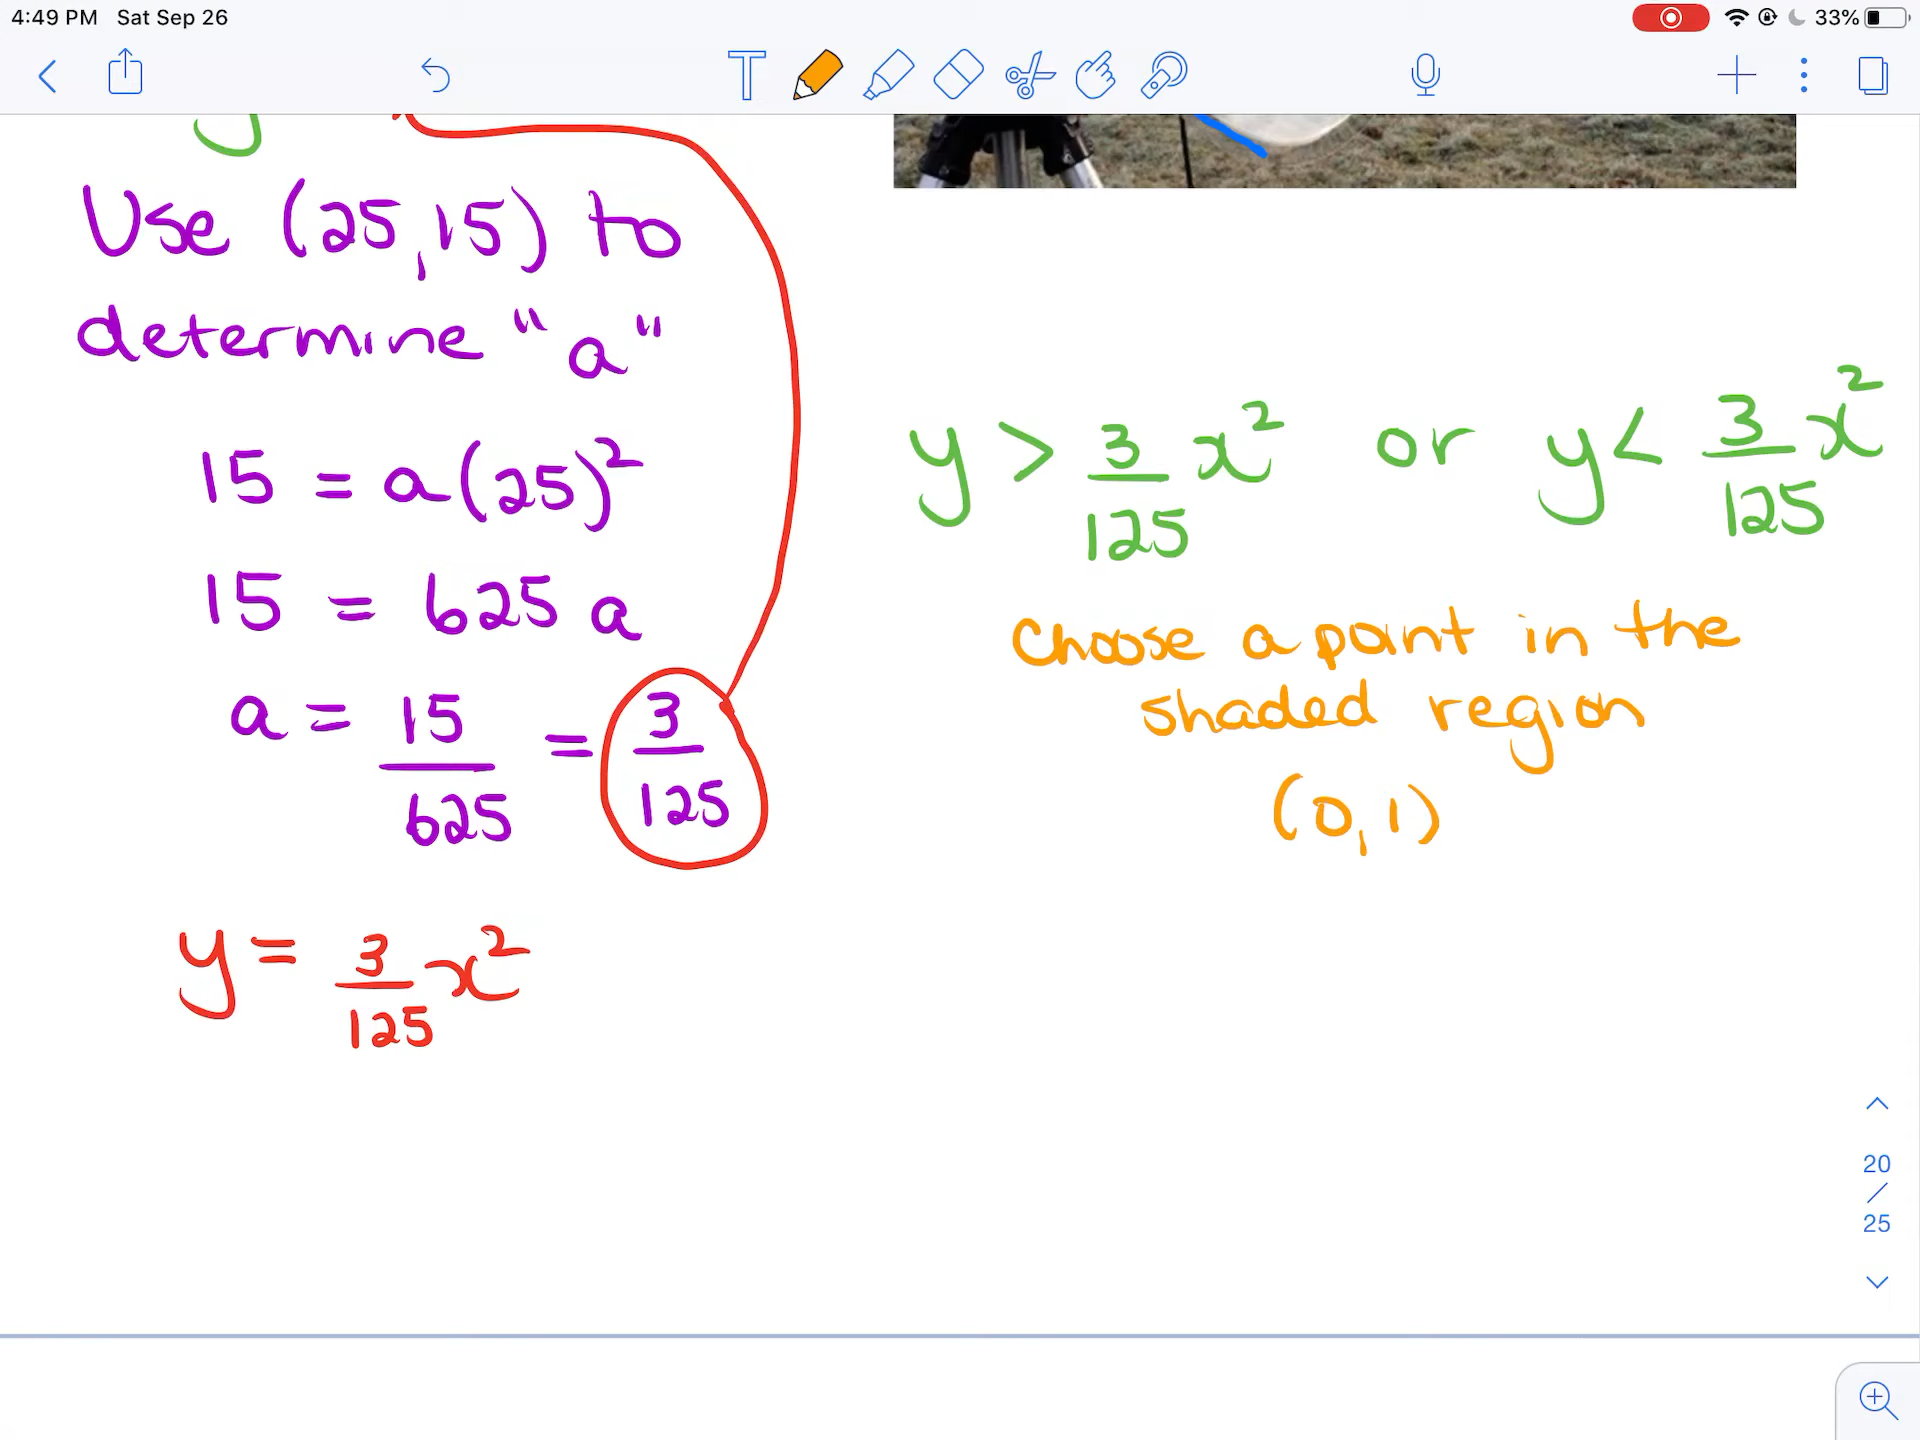 4:49 PM Sat Sep 26
33%
T
y
Use (25,15) to
determine "a"
15 = a(25)²
15 = 625 a
a = 15/625 = 3/125
y = 3/125 x²
y > 3/125 x² or y < 3/125 x²
Choose a point in the
shaded region
(0,1)
20
/
25